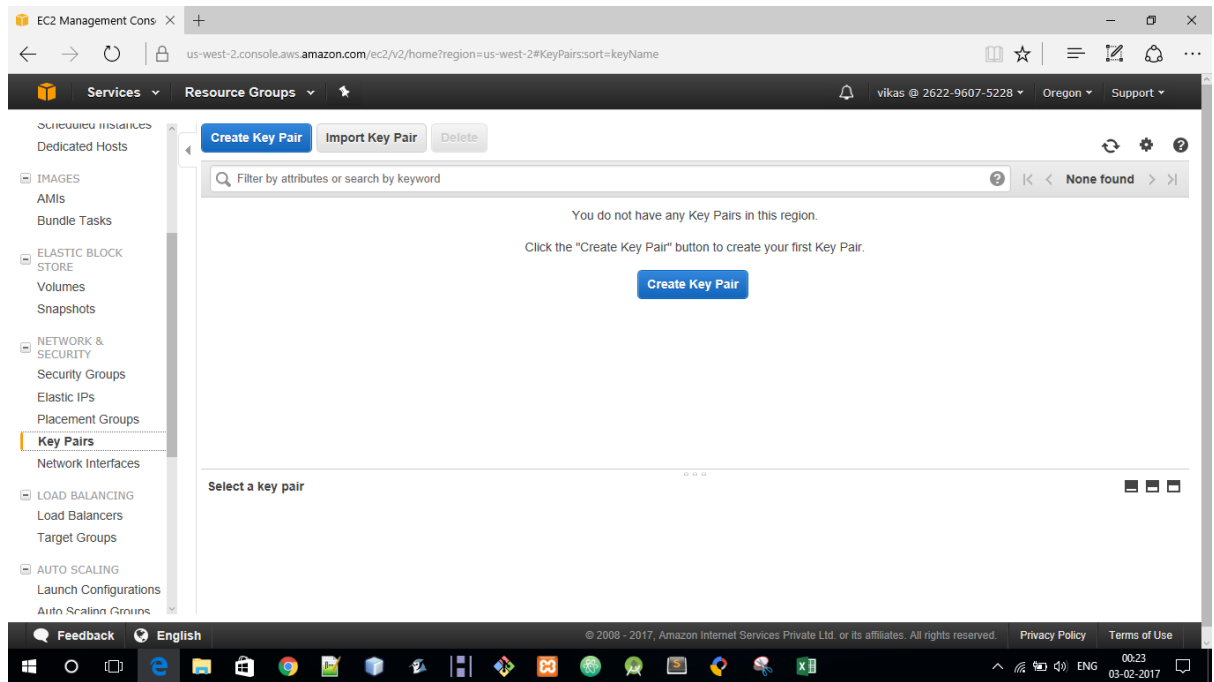 EC2 Management Cons
us-west-2.console.aws.amazon.com/ec2/v2/home?region=us-west-2#KeyPairs:sort=keyName
Services
Resource Groups
vikas @ 2622-9607-5228
Oregon
Support
Scheduled Instances
Dedicated Hosts
IMAGES
AMIs
Bundle Tasks
ELASTIC BLOCK
STORE
Volumes
Snapshots
NETWORK &
SECURITY
Security Groups
Elastic IPs
Placement Groups
Key Pairs
Network Interfaces
LOAD BALANCING
Load Balancers
Target Groups
AUTO SCALING
Launch Configurations
Auto Scaling Groups
Create Key Pair
Import Key Pair
Delete
Filter by attributes or search by keyword
None found
You do not have any Key Pairs in this region.
Click the "Create Key Pair" button to create your first Key Pair.
Create Key Pair
Select a key pair
Feedback
English
© 2008 - 2017, Amazon Internet Services Private Ltd. or its affiliates. All rights reserved.
Privacy Policy
Terms of Use
ENG
00:23
03-02-2017